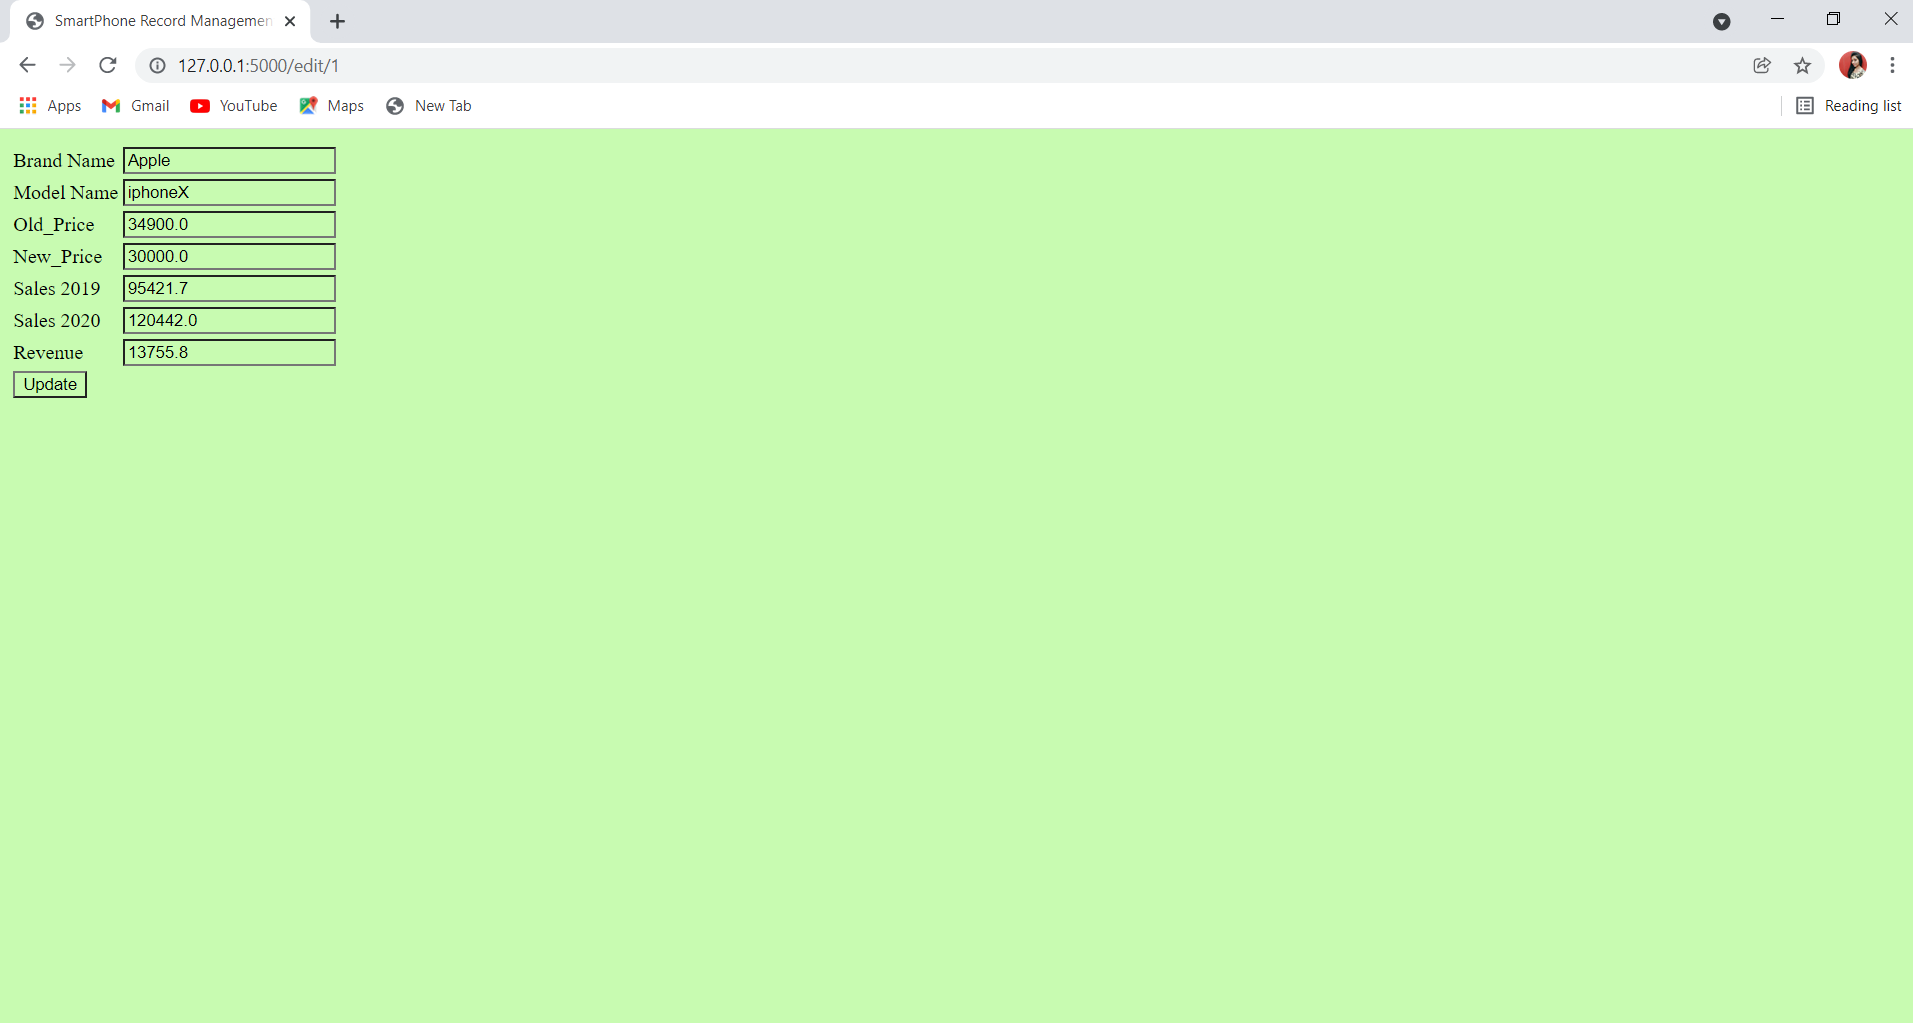 SmartPhone Record Managemen
127.0.0.1:5000/edit/1
Apps Gmail YouTube Maps New Tab Reading list
Brand Name Apple
Model Name iphoneX
Old_Price 34900.0
New_Price 30000.0
Sales 2019 95421.7
Sales 2020 120442.0
Revenue 13755.8
Update